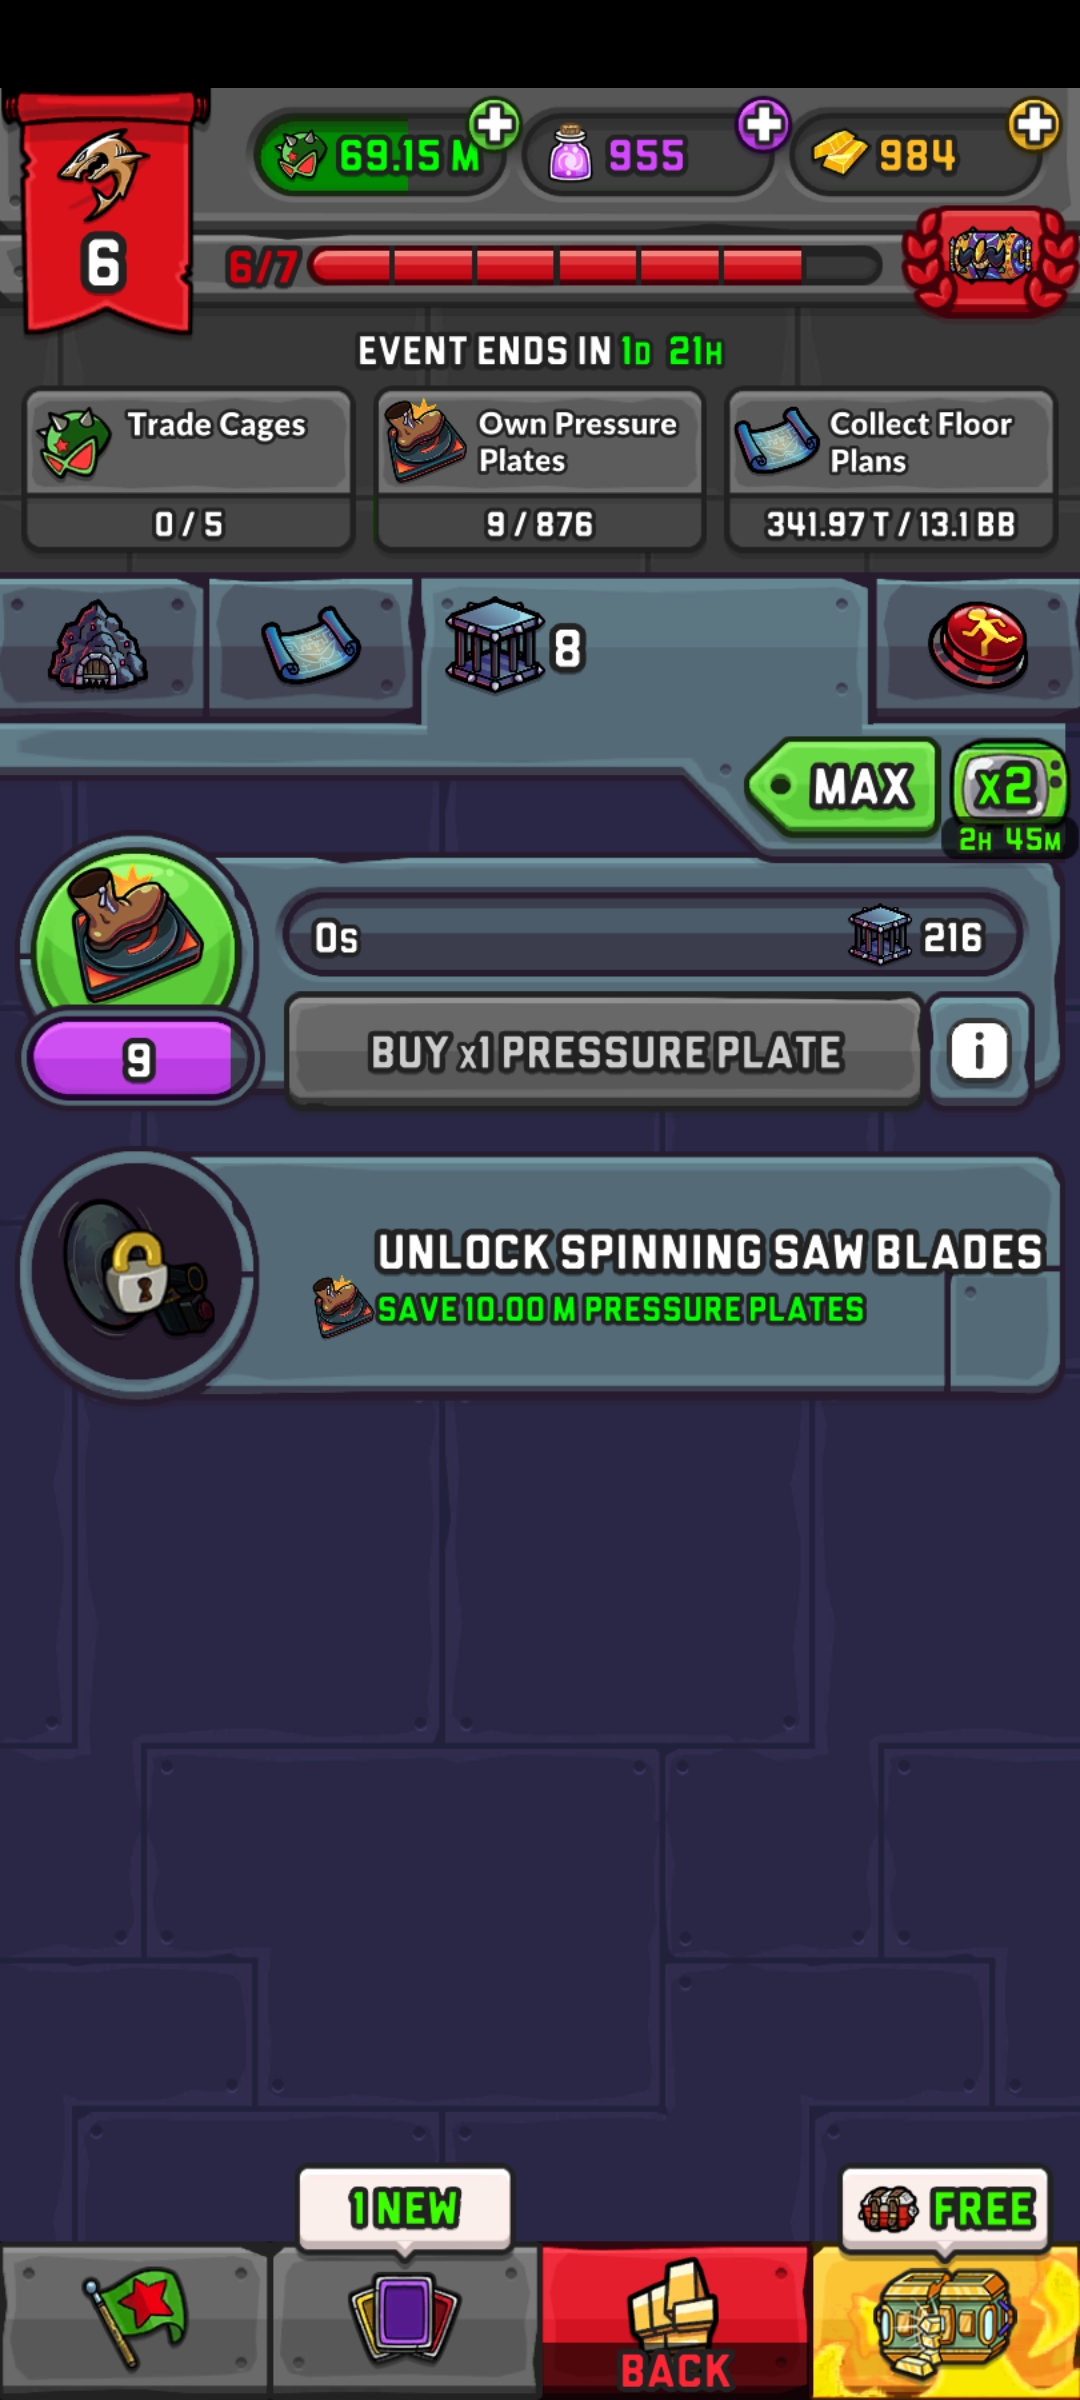 69.15 M
955
984
6
6/7
EVENT ENDS IN 1D 21H
Trade Cages
0 / 5
Own Pressure
Plates
9 / 876
Collect Floor
Plans
341.97 T / 13.1 BB
8
MAX
x2
2H 45M
0s
216
9
BUY x1 PRESSURE PLATE
i
UNLOCK SPINNING SAW BLADES
SAVE 10.00 M PRESSURE PLATES
1 NEW
FREE
BACK